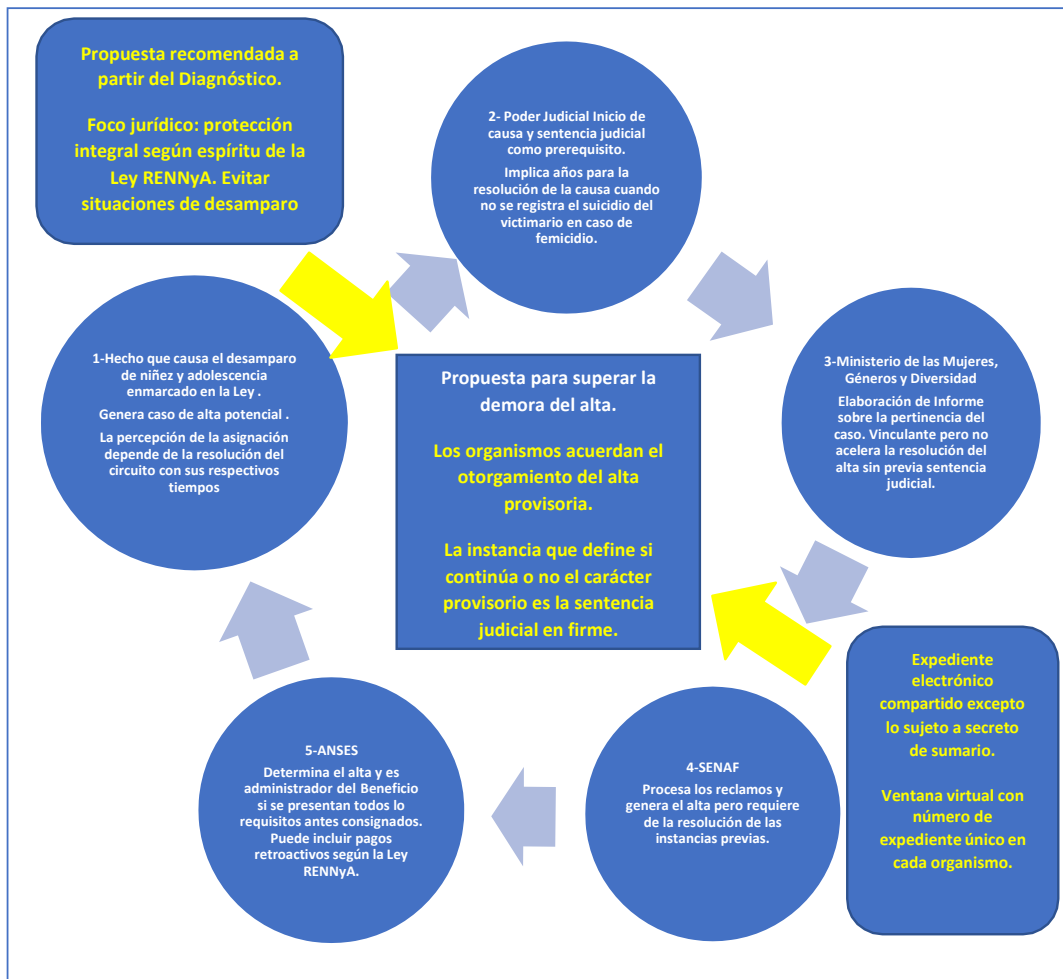 Propuesta recomendada a
partir del Diagnóstico.
Foco jurídico: protección
integral según espíritu de la
Ley RENNyA. Evitar
situaciones de desamparo
2- Poder Judicial Inicio de
causa y sentencia judicial
como prerequisito.
Implica años para la
resolución de la causa cuando
no se registra el suicidio del
victimario en caso de
femicidio.
1-Hecho que causa el desamparo
de niñez y adolescencia
enmarcado en la Ley .
Genera caso de alta potencial .
La percepción de la asignación
depende de la resolución del
circuito con sus respectivos
tiempos
Propuesta para superar la
demora del alta.
Los organismos acuerdan el
otorgamiento del alta
provisoria.
La instancia que define si
continúa o no el carácter
provisorio es la sentencia
judicial en firme.
3-Ministerio de las Mujeres,
Géneros y Diversidad
Elaboración de Informe
sobre la pertinencia del
caso. Vinculante pero no
acelera la resolución del
alta sin previa sentencia
judicial.
Expediente
electrónico
compartido excepto
lo sujeto a secreto
de sumario.
Ventana virtual con
número de
expediente único en
cada organismo.
4-SENAF
Procesa los reclamos y
genera el alta pero requiere
de la resolución de las
instancias previas.
5-ANSES
Determina el alta y es
administrador del Beneficio
si se presentan todos lo
requisitos antes consignados.
Puede incluir pagos
retroactivos según la Ley
RENNyA.